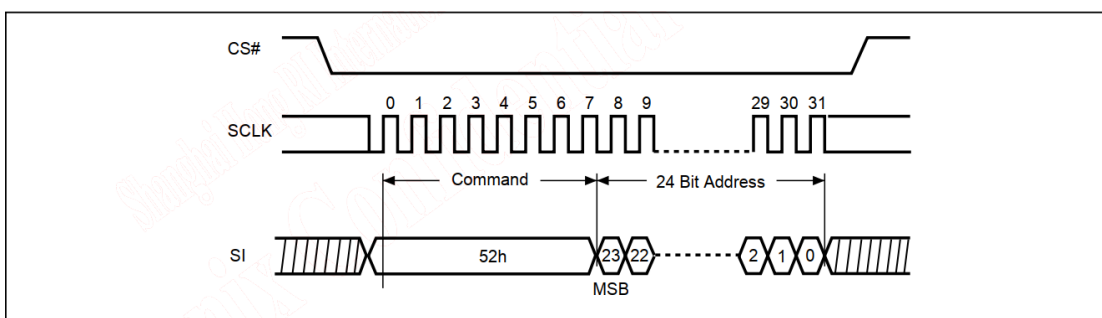 CS#
0 1 2 3 4 5 6 7 8 9 29 30 31
SCLK
Command 24 Bit Address
SI 52h 23 22 2 1 0
MSB